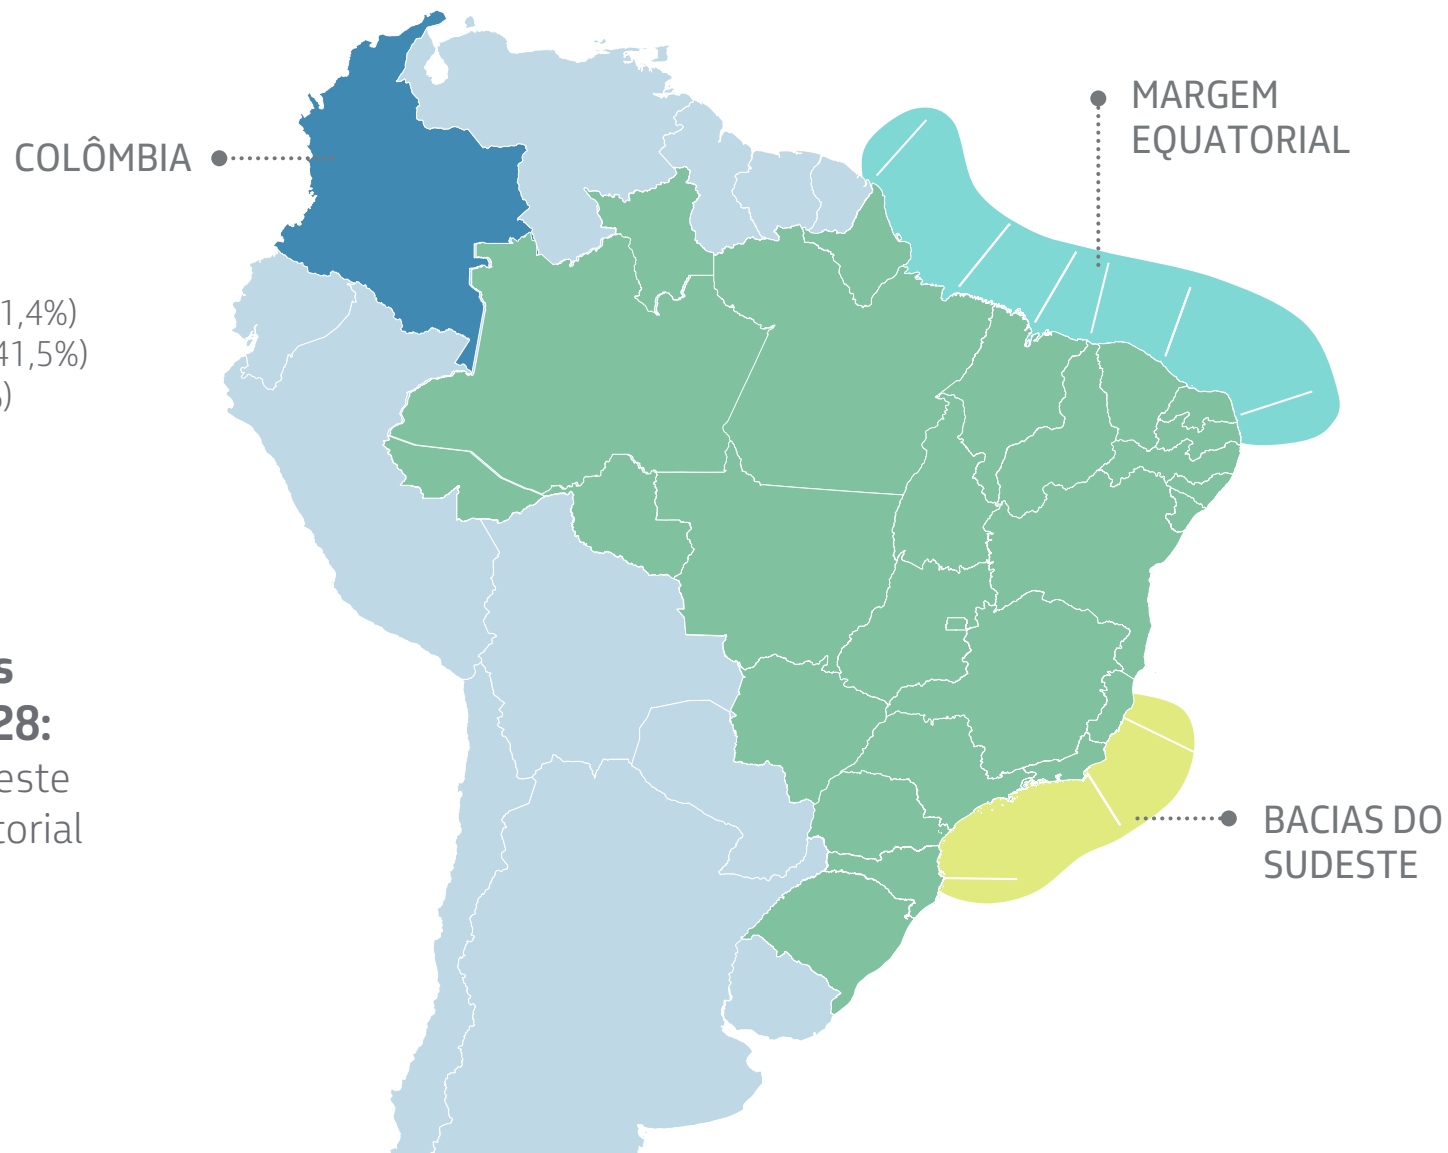 MARGEM
EQUATORIAL
COLÔMBIA
1,4%)
41,5%)
)
s
28:
este
torial
BACIAS DO
SUDESTE